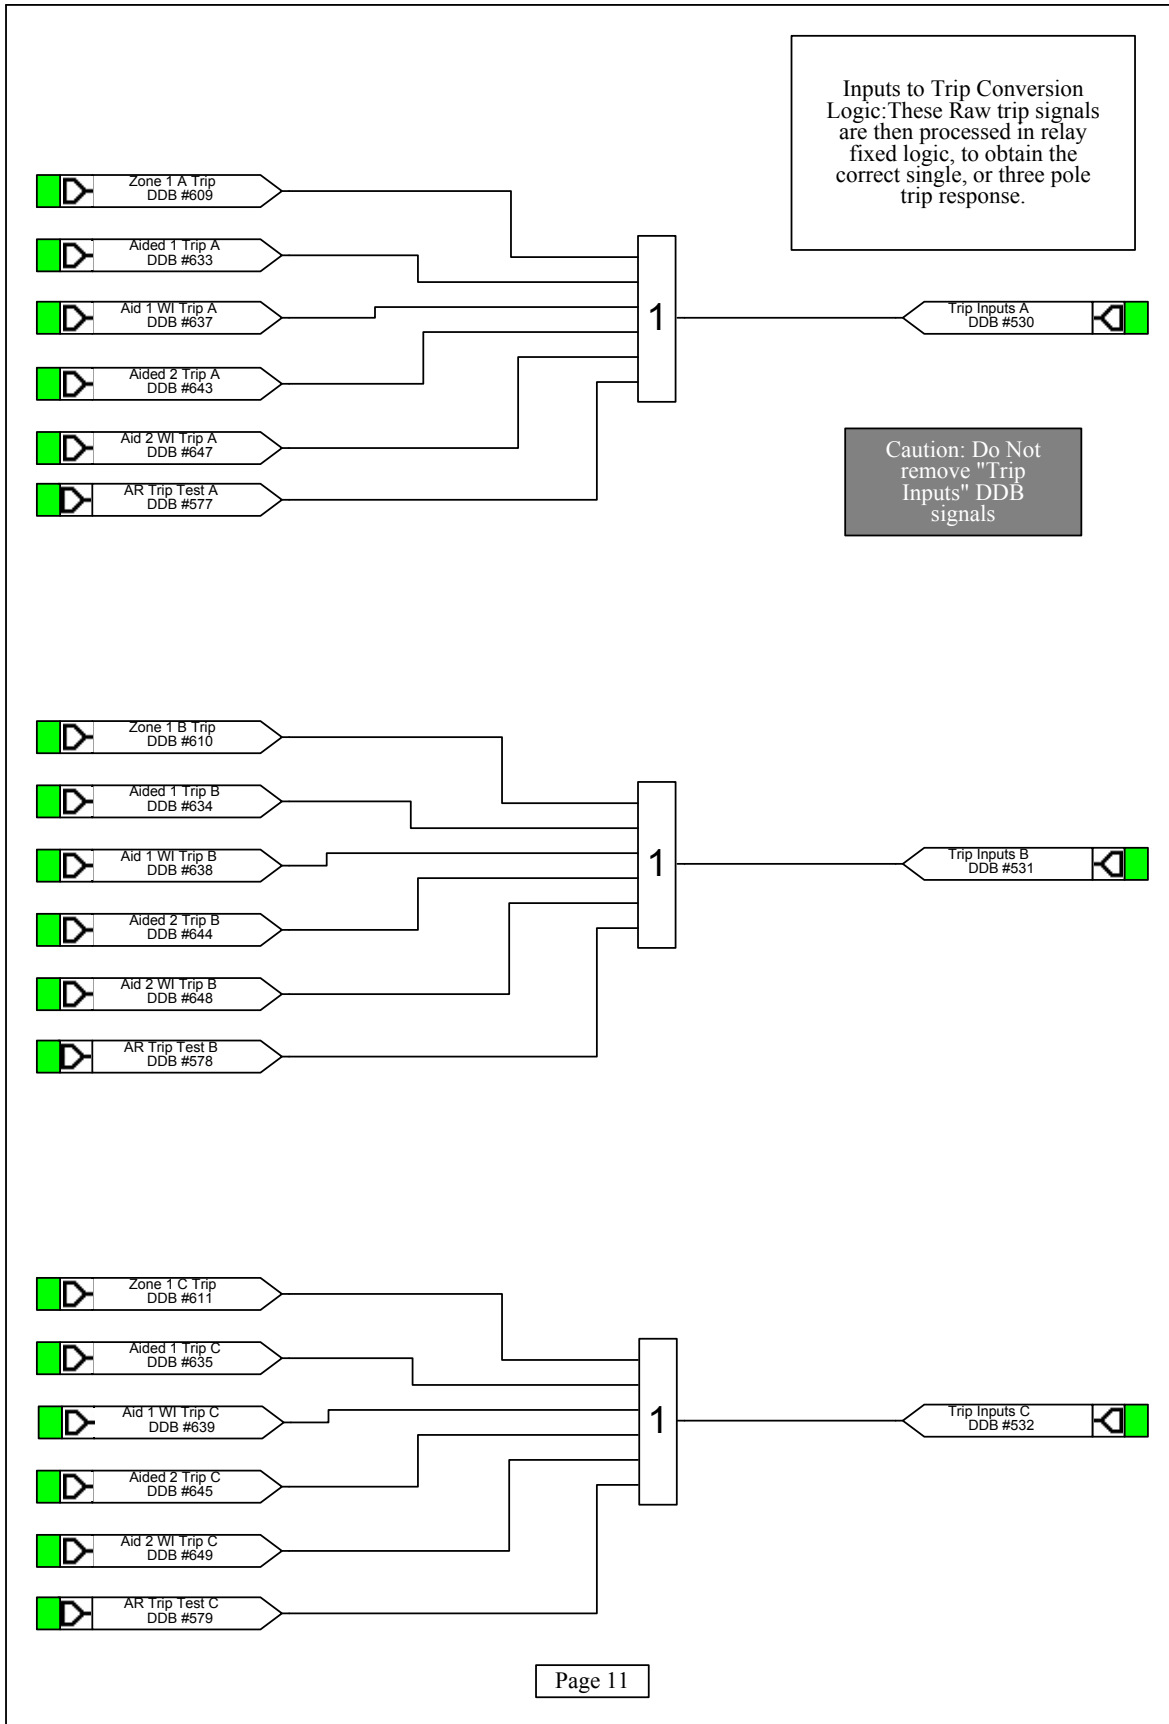 Inputs to Trip Conversion
Logic:These Raw trip signals
are then processed in relay
fixed logic, to obtain the
correct single, or three pole
trip response.
Zone 1 A Trip
DDB #609
Aided 1 Trip A
DDB #633
Aid 1 WI Trip A
DDB #637
Aided 2 Trip A
DDB #643
Aid 2 WI Trip A
DDB #647
AR Trip Test A
DDB #577
1
Trip Inputs A
DDB #530
Caution: Do Not
remove "Trip
Inputs" DDB
signals
Zone 1 B Trip
DDB #610
Aided 1 Trip B
DDB #634
Aid 1 WI Trip B
DDB #638
Aided 2 Trip B
DDB #644
Aid 2 WI Trip B
DDB #648
AR Trip Test B
DDB #578
1
Trip Inputs B
DDB #531
Zone 1 C Trip
DDB #611
Aided 1 Trip C
DDB #635
Aid 1 WI Trip C
DDB #639
Aided 2 Trip C
DDB #645
Aid 2 WI Trip C
DDB #649
AR Trip Test C
DDB #579
1
Trip Inputs C
DDB #532
Page 11